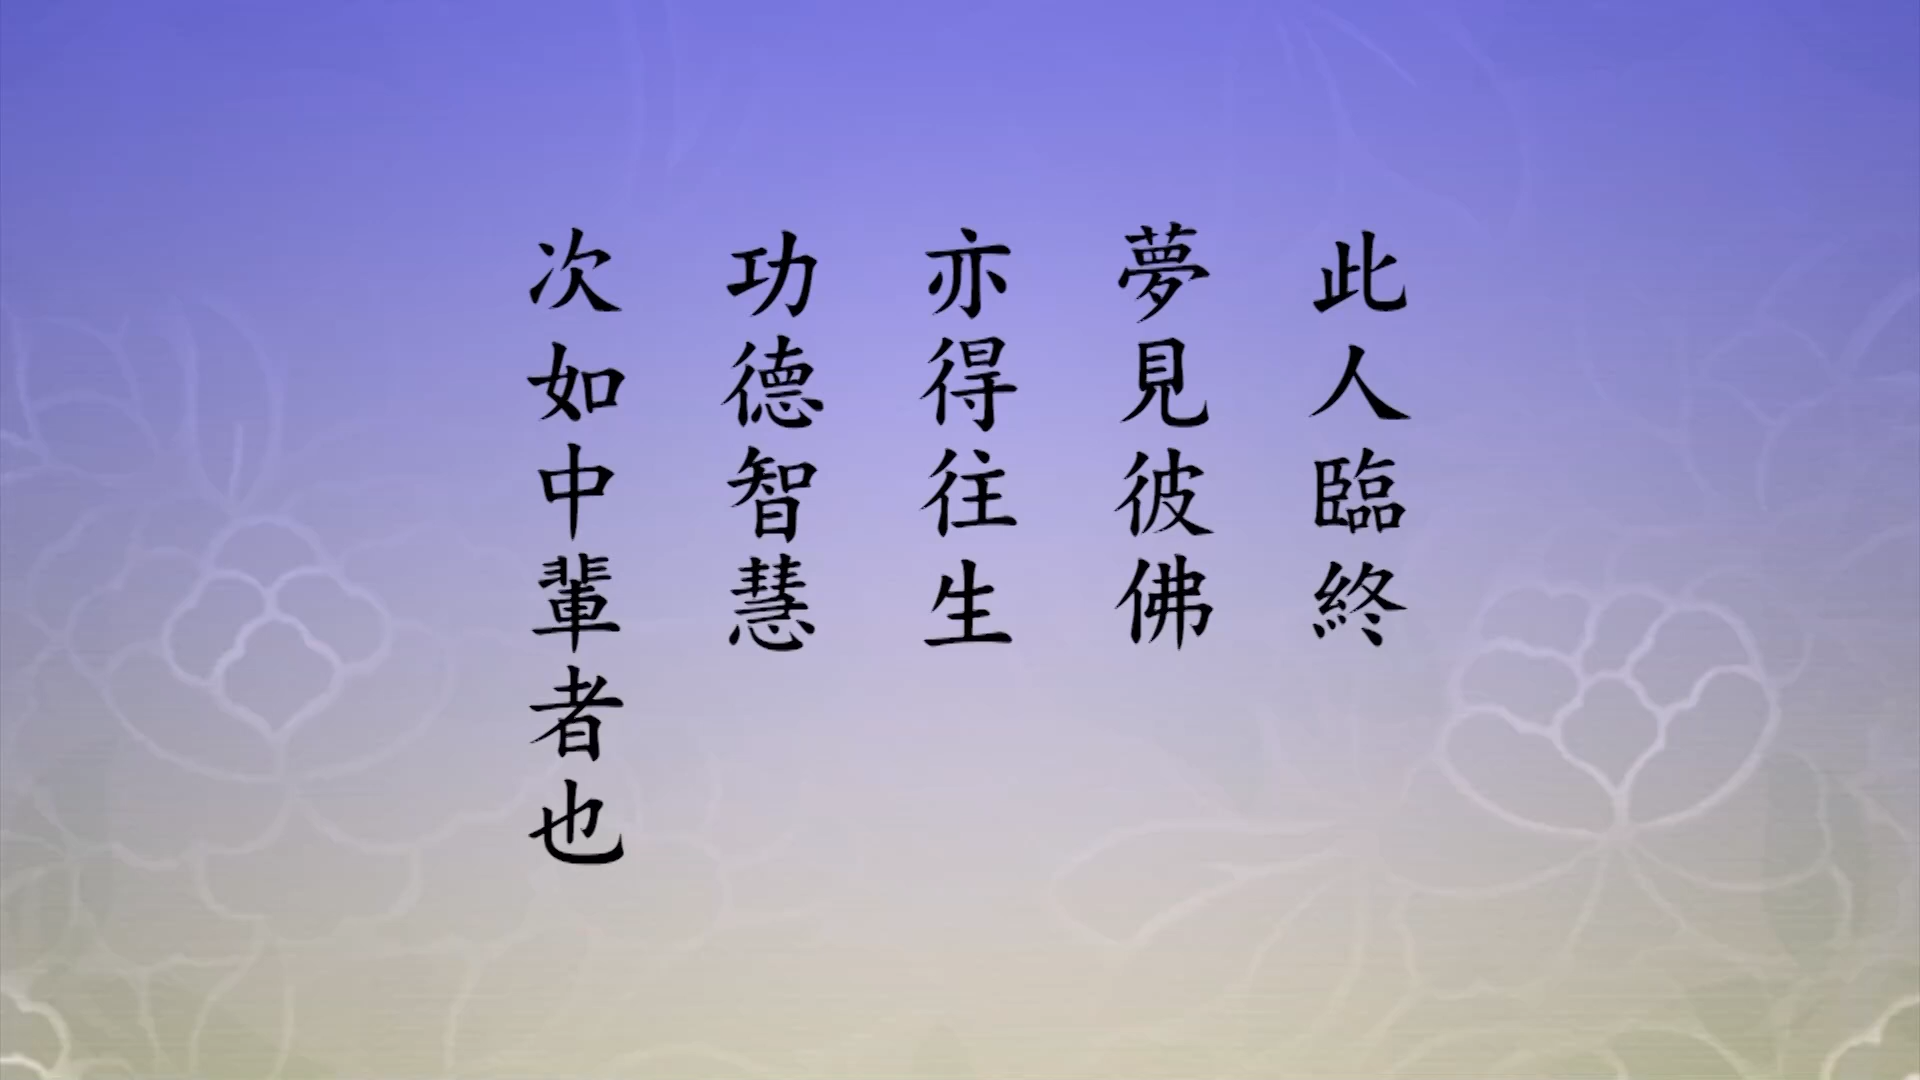 此人臨終
夢見彼佛
亦得往生
功德智慧
次如中輩者也